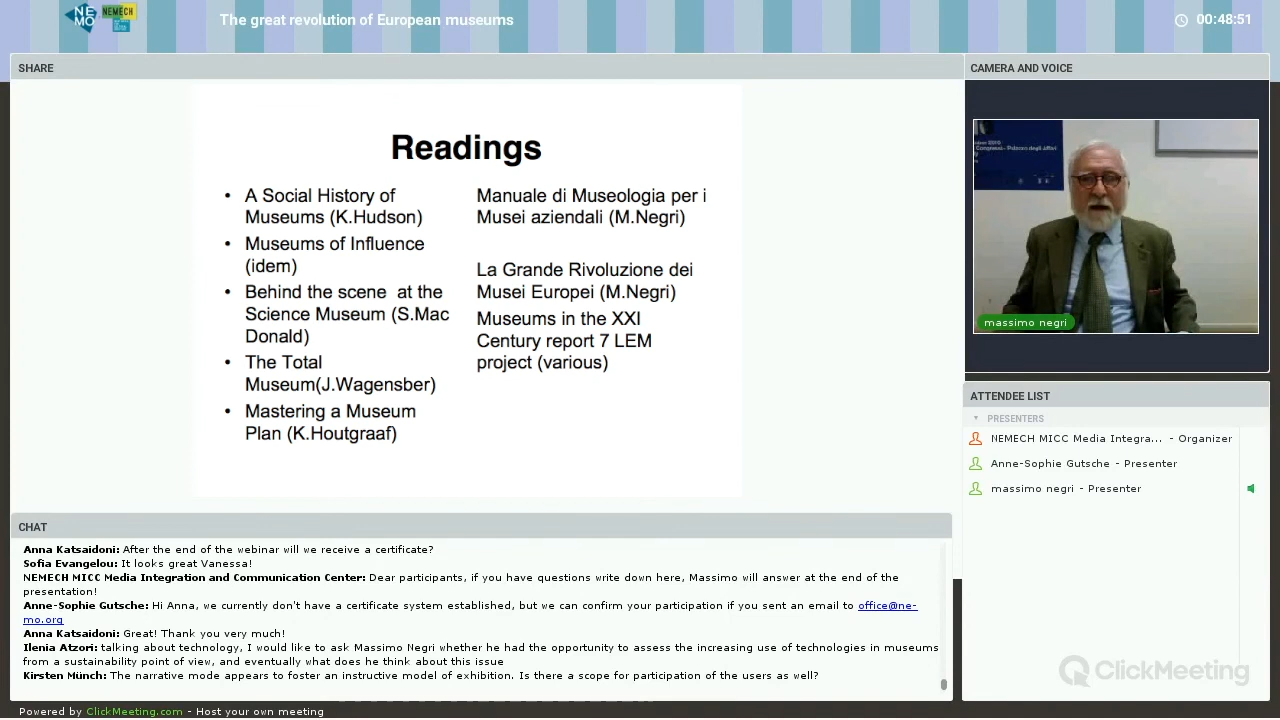 NE
MO
NEMECH
The great revolution of European museums
00:48:51
SHARE
Readings
• A Social History of
Museums (K.Hudson)
• Museums of Influence
(idem)
• Behind the scene at the
Science Museum (S.Mac
Donald)
• The Total
Museum(J.Wagensber)
• Mastering a Museum
Plan (K.Houtgraaf)
Manuale di Museologia per i
Musei aziendali (M.Negri)
La Grande Rivoluzione dei
Musei Europei (M.Negri)
Museums in the XXI
Century report 7 LEM
project (various)
CAMERA AND VOICE
massimo negri
ATTENDEE LIST
PRESENTERS
NEMECH MICC Media Integra... - Organizer
Anne-Sophie Gutsche - Presenter
massimo negri - Presenter
CHAT
Anna Katsaidoni: After the end of the webinar will we receive a certificate?
Sofia Evangelou: It looks great Vanessa!
NEMECH MICC Media Integration and Communication Center: Dear participants, if you have questions write down here, Massimo will answer at the end of the
presentation!
Anne-Sophie Gutsche: Hi Anna, we currently don't have a certificate system established, but we can confirm your participation if you sent an email to office@ne-
mo.org
Anna Katsaidoni: Great! Thank you very much!
Ilenia Atzori: talking about technology, I would like to ask Massimo Negri whether he had the opportunity to assess the increasing use of technologies in museums
from a sustainability point of view, and eventually what does he think about this issue
Kirsten Münch: The narrative mode appears to foster an instructive model of exhibition. Is there a scope for participation of the users as well?
ClickMeeting
Powered by ClickMeeting.com - Host your own meeting